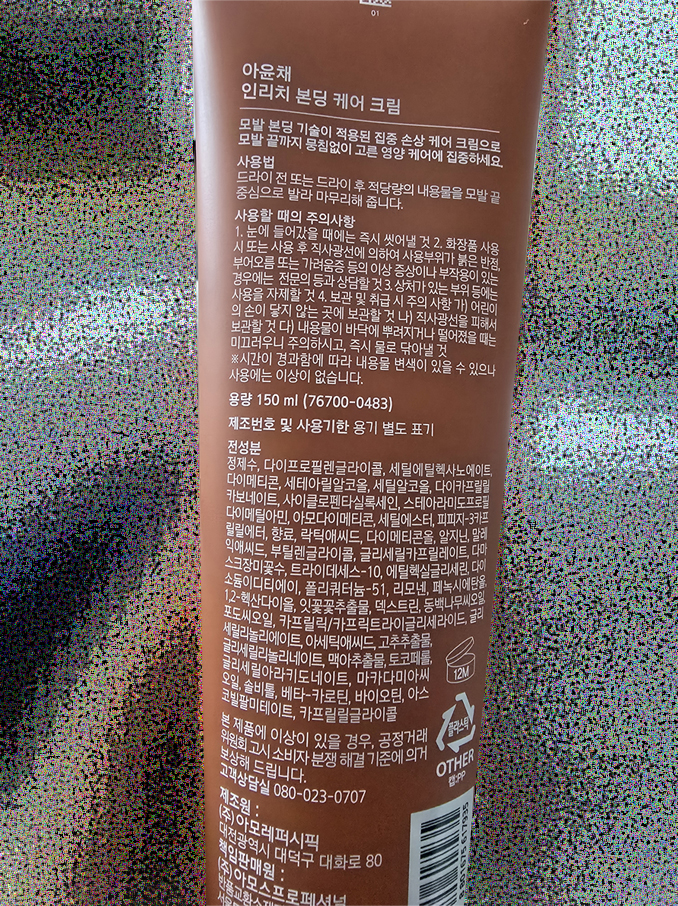 01
아윤채
인리치 본딩 케어 크림
모발 본딩 기술이 적용된 집중 손상 케어 크림으로
모발 끝까지 뭉침없이 고른 영양 케어에 집중하세요.
사용법
드라이 전 또는 드라이 후 적당량의 내용물을 모발 끝
중심으로 발라 마무리해 줍니다.
사용할 때의 주의사항
1. 눈에 들어갔을 때에는 즉시 씻어낼 것 2. 화장품 사용
시 또는 사용 후 직사광선에 의하여 사용부위가 붉은 반점,
부어오름 또는 가려움증 등의 이상 증상이나 부작용이 있는
경우에는 전문의 등과 상담할 것 3. 상처가 있는 부위 등에는
사용을 자제할 것 4. 보관 및 취급 시 주의 사항 가) 어린이
의 손이 닿지 않는 곳에 보관할 것 나) 직사광선을 피해서
보관할 것 다) 내용물이 바닥에 뿌려지거나 떨어졌을 때는
미끄러우니 주의하시고, 즉시 물로 닦아낼 것
※시간이 경과함에 따라 내용물 변색이 있을 수 있으나
사용에는 이상이 없습니다.
용량 150 ml (76700-0483)
제조번호 및 사용기한 용기 별도 표기
전성분
정제수, 다이프로필렌글라이콜, 세틸에틸헥사노에이트,
다이메티콘, 세테아릴알코올, 세틸알코올, 다이카프릴릴
카보네이트, 사이클로펜타실록세인, 스테아라미도프로필
다이메틸아민, 아모다이메티콘, 세틸에스터, 피피지-3카프
릴릴에터, 향료, 락틱애씨드, 다이메티콘올, 알지닌, 말레
익애씨드, 부틸렌글라이콜, 글리세릴카프릴레이트, 다마
스크장미꽃수, 트라이데세스-10, 에틸헥실글리세린, 다이
소듐이디티에이, 폴리쿼터늄-51, 리모넨, 페녹시에탄올,
1,2-헥산다이올, 잇꽃꽃추출물, 덱스트린, 동백나무씨오일,
포도씨오일, 카프릴릭/카프릭트라이글리세라이드, 글리
세릴리놀리에이트, 아세틱애씨드, 고추추출물,
글리세릴리놀리네이트, 맥아추출물, 토코페롤,
글리세릴아라키도네이트, 마카다미아씨
오일, 솔비톨, 베타-카로틴, 바이오틴, 아스
코빌팔미테이트, 카프릴릴글라이콜
12M
플라스틱
OTHER
캡:PP
본 제품에 이상이 있을 경우, 공정거래
위원회 고시 소비자 분쟁 해결 기준에 의거
보상해 드립니다.
고객상담실 080-023-0707
제조원 :
(주)아모레퍼시픽
대전광역시 대덕구 대화로 80
책임판매원 :
(주)아모스프로페셔널